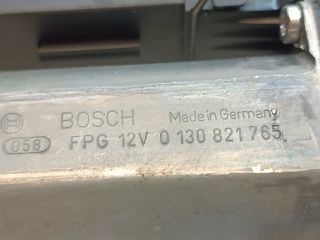 BOSCH Made in Germany
058 FPG 12V 0 130 821 765